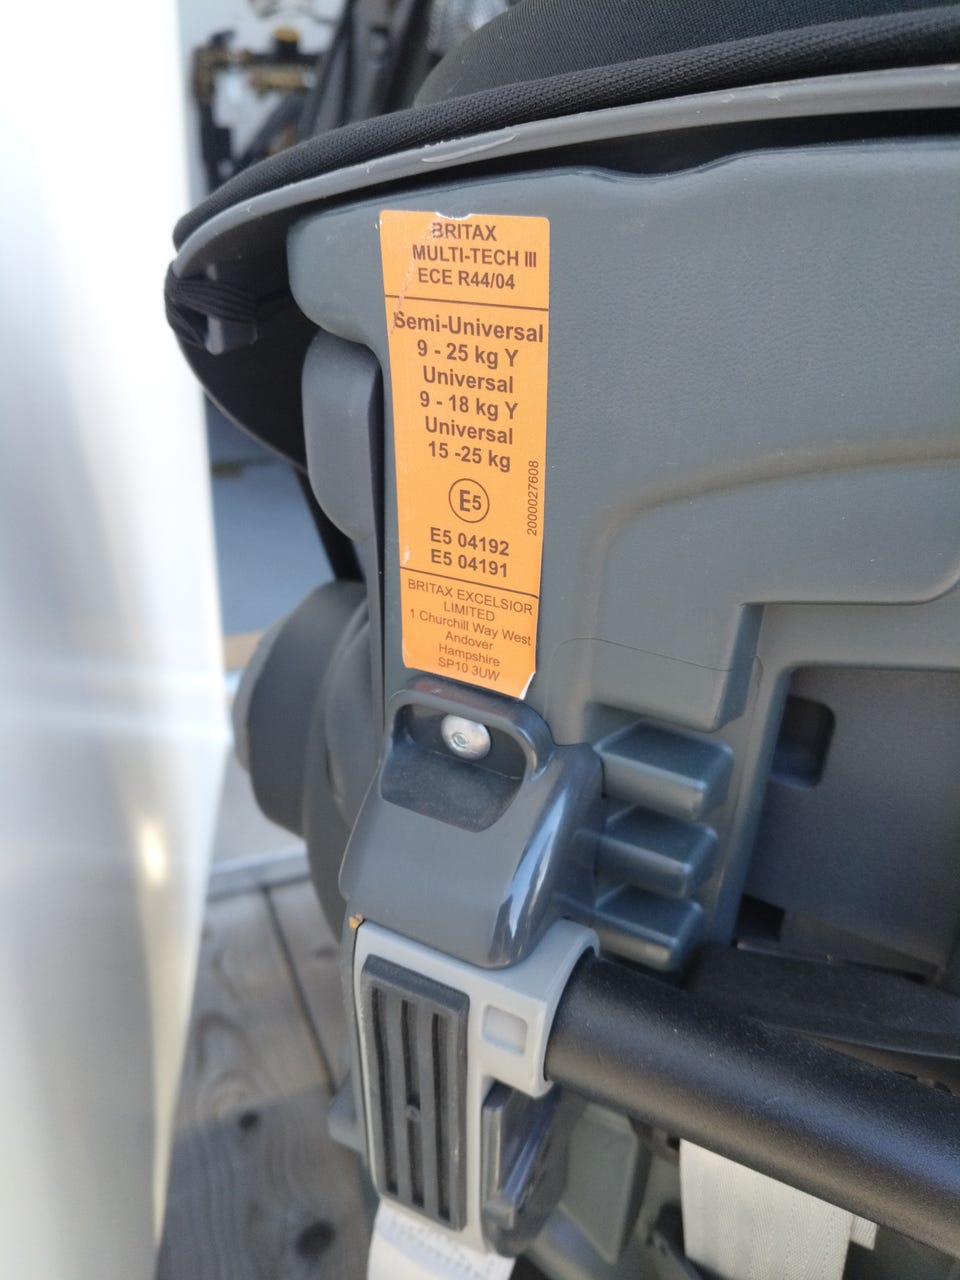 BRITAX
MULTI-TECH III
ECE R44/04
Semi-Universal
9 - 25 kg Y
Universal
9 - 18 kg Y
Universal
15 -25 kg
E5
2000027608
E5 04192
E5 04191
BRITAX EXCELSIOR
LIMITED
1 Churchill Way West
Andover
Hampshire
SP10 3UW